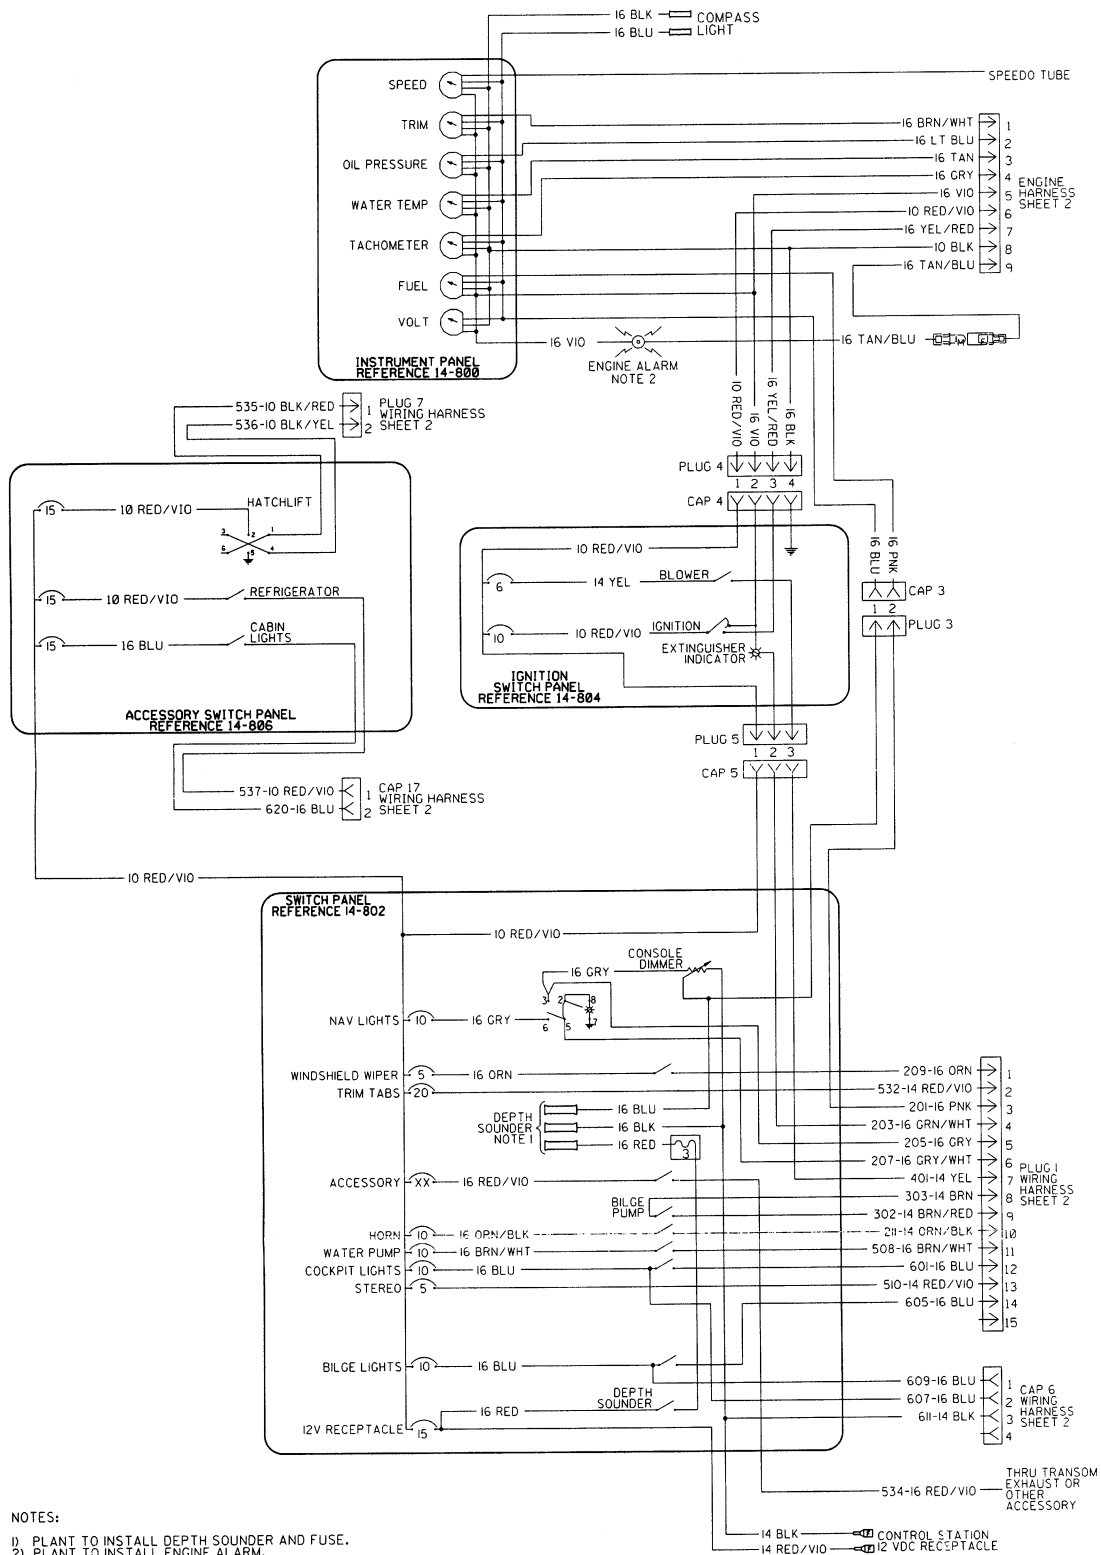 16 BLK COMPASS
16 BLU LIGHT
SPEED
SPEEDO TUBE
TRIM
16 BRN/WHT 1
16 LT BLU 2
OIL PRESSURE
16 TAN 3
16 GRY 4
ENGINE
HARNESS
SHEET 2
WATER TEMP
16 VIO 5
10 RED/VIO 6
16 YEL/RED 7
TACHOMETER
10 BLK 8
16 TAN/BLU 9
FUEL
VOLT
16 VIO
ENGINE ALARM
NOTE 2
16 TAN/BLU
M F
INSTRUMENT PANEL
REFERENCE 14-800
10 RED/VIO
16 VIO
16 YEL/RED
16 BLK
535-10 BLK/RED 1
536-10 BLK/YEL 2
PLUG 7
WIRING HARNESS
SHEET 2
PLUG 4
1 2 3 4
CAP 4
15 10 RED/VIO HATCHLIFT
3 2 1
6 5 4
15 10 RED/VIO REFRIGERATOR
15 16 BLU CABIN
LIGHTS
ACCESSORY SWITCH PANEL
REFERENCE 14-806
10 RED/VIO
6 14 YEL BLOWER
10 10 RED/VIO IGNITION
EXTINGUISHER
INDICATOR
IGNITION
SWITCH PANEL
REFERENCE 14-804
16 BLU
16 PNK
CAP 3
1 2
PLUG 3
PLUG 5
1 2 3
CAP 5
537-10 RED/VIO 1
620-16 BLU 2
CAP 17
WIRING HARNESS
SHEET 2
10 RED/VIO
SWITCH PANEL
REFERENCE 14-802
10 RED/VIO
CONSOLE
DIMMER
16 GRY
3 2 8
6 5 7
NAV LIGHTS 10 16 GRY
WINDSHIELD WIPER 5 16 ORN
209-16 ORN 1
TRIM TABS 20
532-14 RED/VIO 2
201-16 PNK 3
DEPTH
SOUNDER
NOTE 1
16 BLU
16 BLK
16 RED 3
203-16 GRN/WHT 4
205-16 GRY 5
207-16 GRY/WHT 6
ACCESSORY XX 16 RED/VIO
401-14 YEL 7
PLUG 1
WIRING
HARNESS
SHEET 2
BILGE
PUMP
303-14 BRN 8
302-14 BRN/RED 9
HORN 10 16 ORN/BLK
211-14 ORN/BLK 10
WATER PUMP 10 16 BRN/WHT
508-16 BRN/WHT 11
COCKPIT LIGHTS 10 16 BLU
601-16 BLU 12
STEREO 5
510-14 RED/VIO 13
605-16 BLU 14
15
BILGE LIGHTS 10 16 BLU
609-16 BLU 1
607-16 BLU 2
611-14 BLK 3
4
CAP 6
WIRING
HARNESS
SHEET 2
DEPTH
SOUNDER
16 RED
12V RECEPTACLE 15
534-16 RED/VIO
THRU TRANSOM
EXHAUST OR
OTHER
ACCESSORY
14 BLK F CONTROL STATION
14 RED/VIO F 12 VDC RECEPTACLE
NOTES:
1) PLANT TO INSTALL DEPTH SOUNDER AND FUSE.
2) PLANT TO INSTALL ENGINE ALARM.